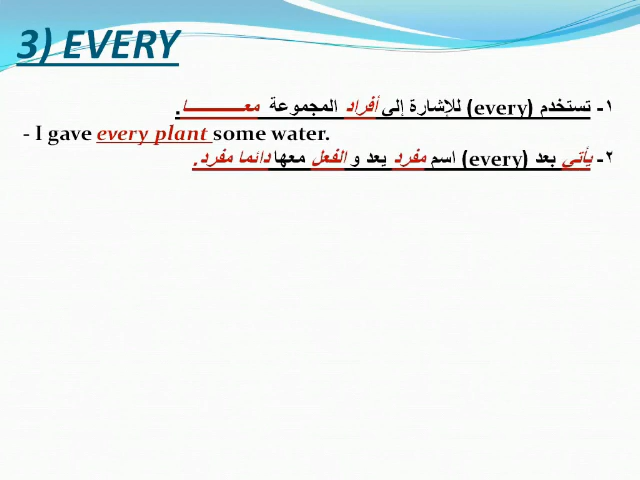 3) EVERY
١- تستخدم (every) للإشارة إلى أفراد المجموعة معـــــــــا.
- I gave every plant some water.
٢- يأتي بعد (every) اسم مفرد يعد و الفعل معها دائما مفرد.